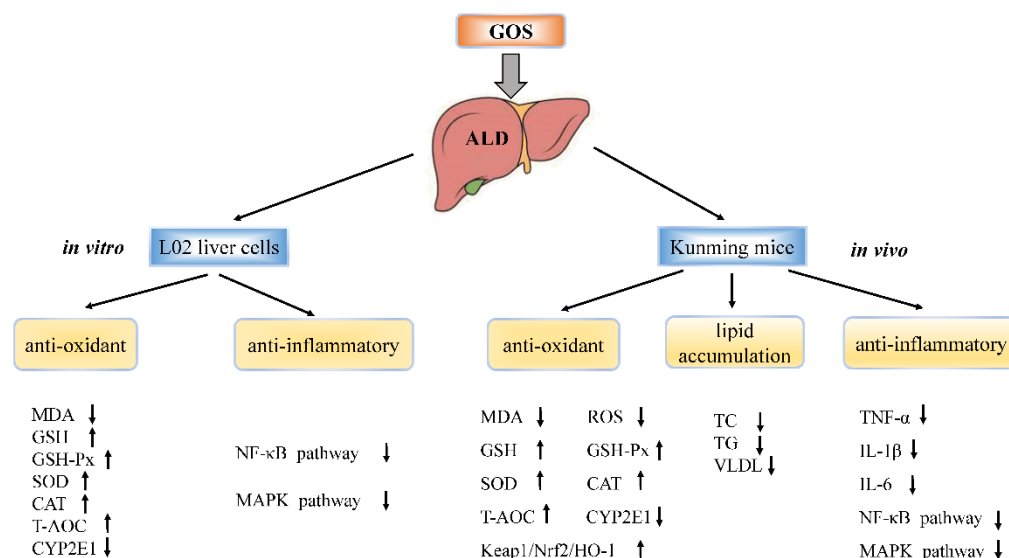 GOS
ALD
in vitro
L02 liver cells
Kunming mice
in vivo
anti-oxidant
anti-inflammatory
anti-oxidant
lipid
accumulation
anti-inflammatory
MDA ↓
GSH ↑
GSH-Px ↑
SOD ↑
CAT ↑
T-AOC ↑
CYP2E1 ↓
NF-κB pathway ↓
MAPK pathway ↓
MDA ↓ ROS ↓
GSH ↑ GSH-Px ↑
SOD ↑ CAT ↑
T-AOC ↑ CYP2E1 ↓
Keap1/Nrf2/HO-1 ↑
TC ↓
TG ↓
VLDL ↓
TNF-α ↓
IL-1β ↓
IL-6 ↓
NF-κB pathway ↓
MAPK pathway ↓